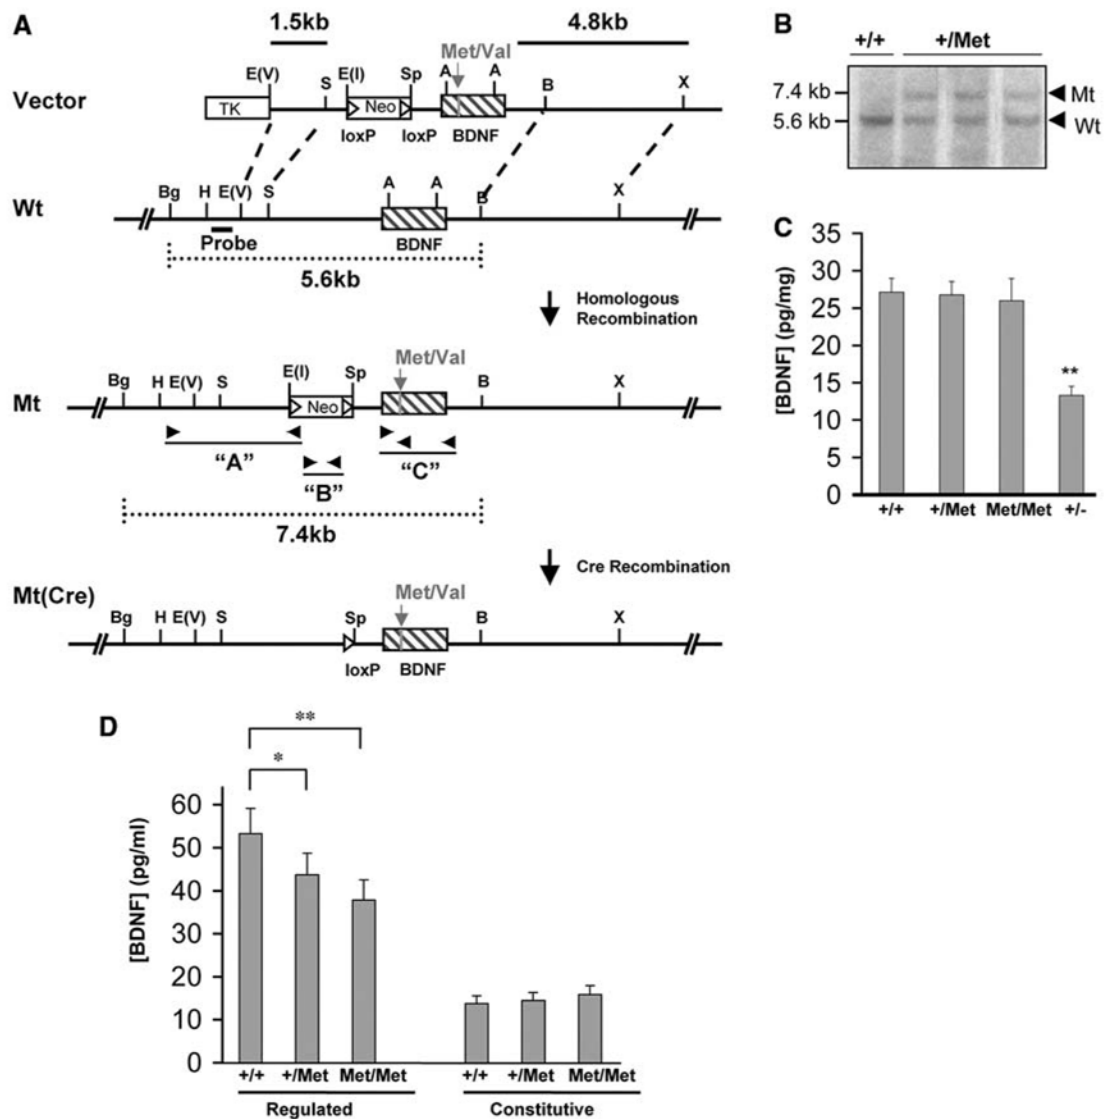 A
1.5kb
4.8kb
Met/Val
E(V) S E(I) Sp A A B X
Vector
TK
Neo
loxP loxP BDNF
Bg H E(V) S A A B X
Wt
Probe
BDNF
5.6kb
Homologous
Recombination
Met/Val
Bg H E(V) S E(I) Sp B X
Mt
Neo
“A”
“B”
“C”
7.4kb
Cre Recombination
Mt(Cre)
Met/Val
Bg H E(V) S Sp B X
loxP BDNF
B
+/+ +/Met
7.4 kb
Mt
5.6 kb
Wt
C
[BDNF] (pg/mg)
35
30
25
20
15
10
5
0
**
+/+ +/Met Met/Met +/-
D
**
*
[BDNF] (pg/ml)
60
50
40
30
20
10
0
+/+ +/Met Met/Met +/+ +/Met Met/Met
Regulated Constitutive